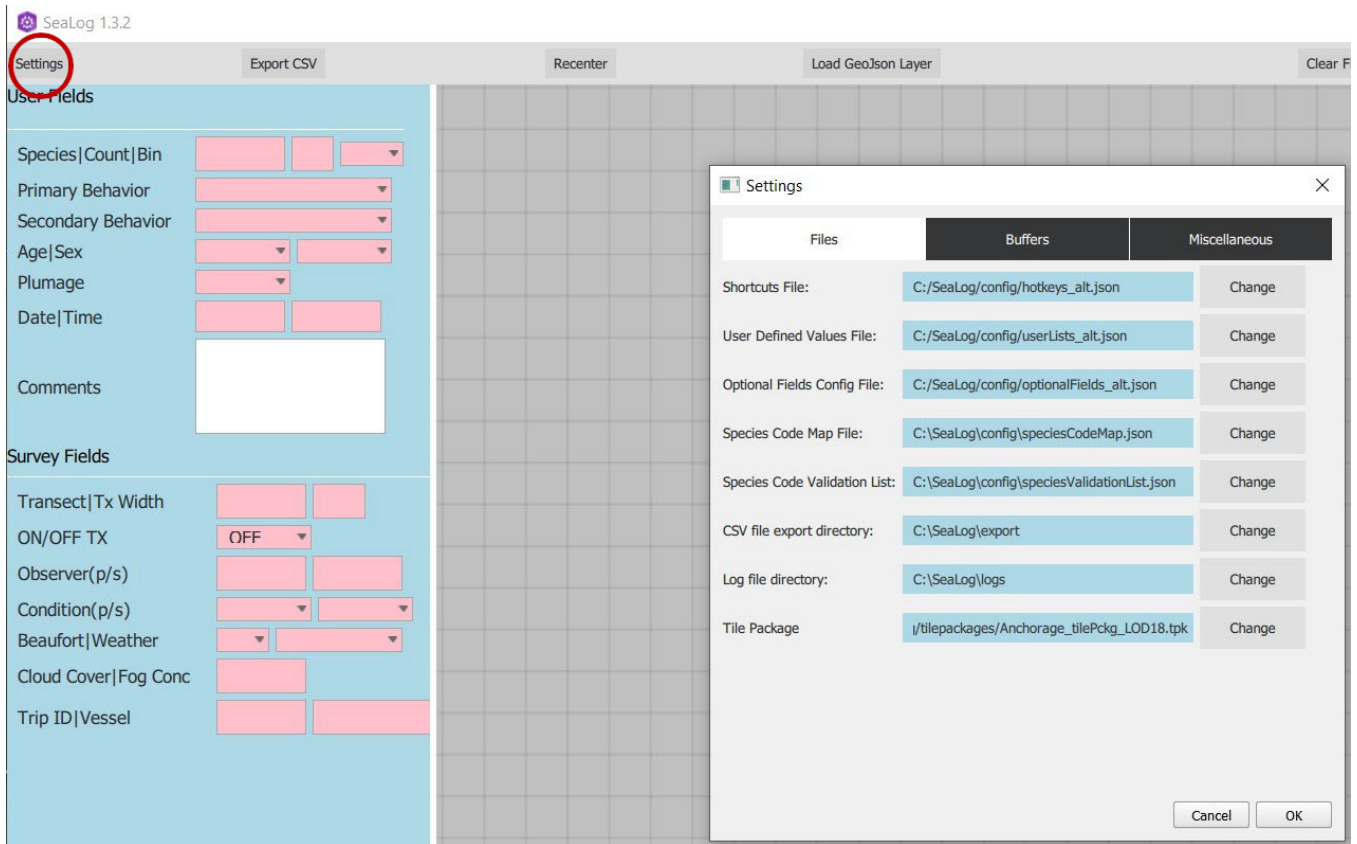 SeaLog 1.3.2
Settings Export CSV Recenter Load GeoJson Layer Clear F
User Fields
Species|Count|Bin
Primary Behavior
Secondary Behavior
Age|Sex
Plumage
Date|Time
Comments
Survey Fields
Transect|Tx Width
ON/OFF TX OFF
Observer(p/s)
Condition(p/s)
Beaufort|Weather
Cloud Cover|Fog Conc
Trip ID|Vessel
Settings
Files Buffers Miscellaneous
Shortcuts File: C:/SeaLog/config/hotkeys_alt.json Change
User Defined Values File: C:/SeaLog/config/userLists_alt.json Change
Optional Fields Config File: C:/SeaLog/config/optionalFields_alt.json Change
Species Code Map File: C:\SeaLog\config\speciesCodeMap.json Change
Species Code Validation List: C:\SeaLog\config\speciesValidationList.json Change
CSV file export directory: C:\SeaLog\export Change
Log file directory: C:\SeaLog\logs Change
Tile Package /tilepackages/Anchorage_tilePckg_LOD18.tpk Change
Cancel OK